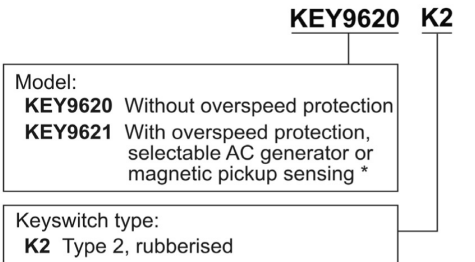 KEY9620 K2
Model:
KEY9620 Without overspeed protection
KEY9621 With overspeed protection,
selectable AC generator or
magnetic pickup sensing *
Keyswitch type:
K2 Type 2, rubberised